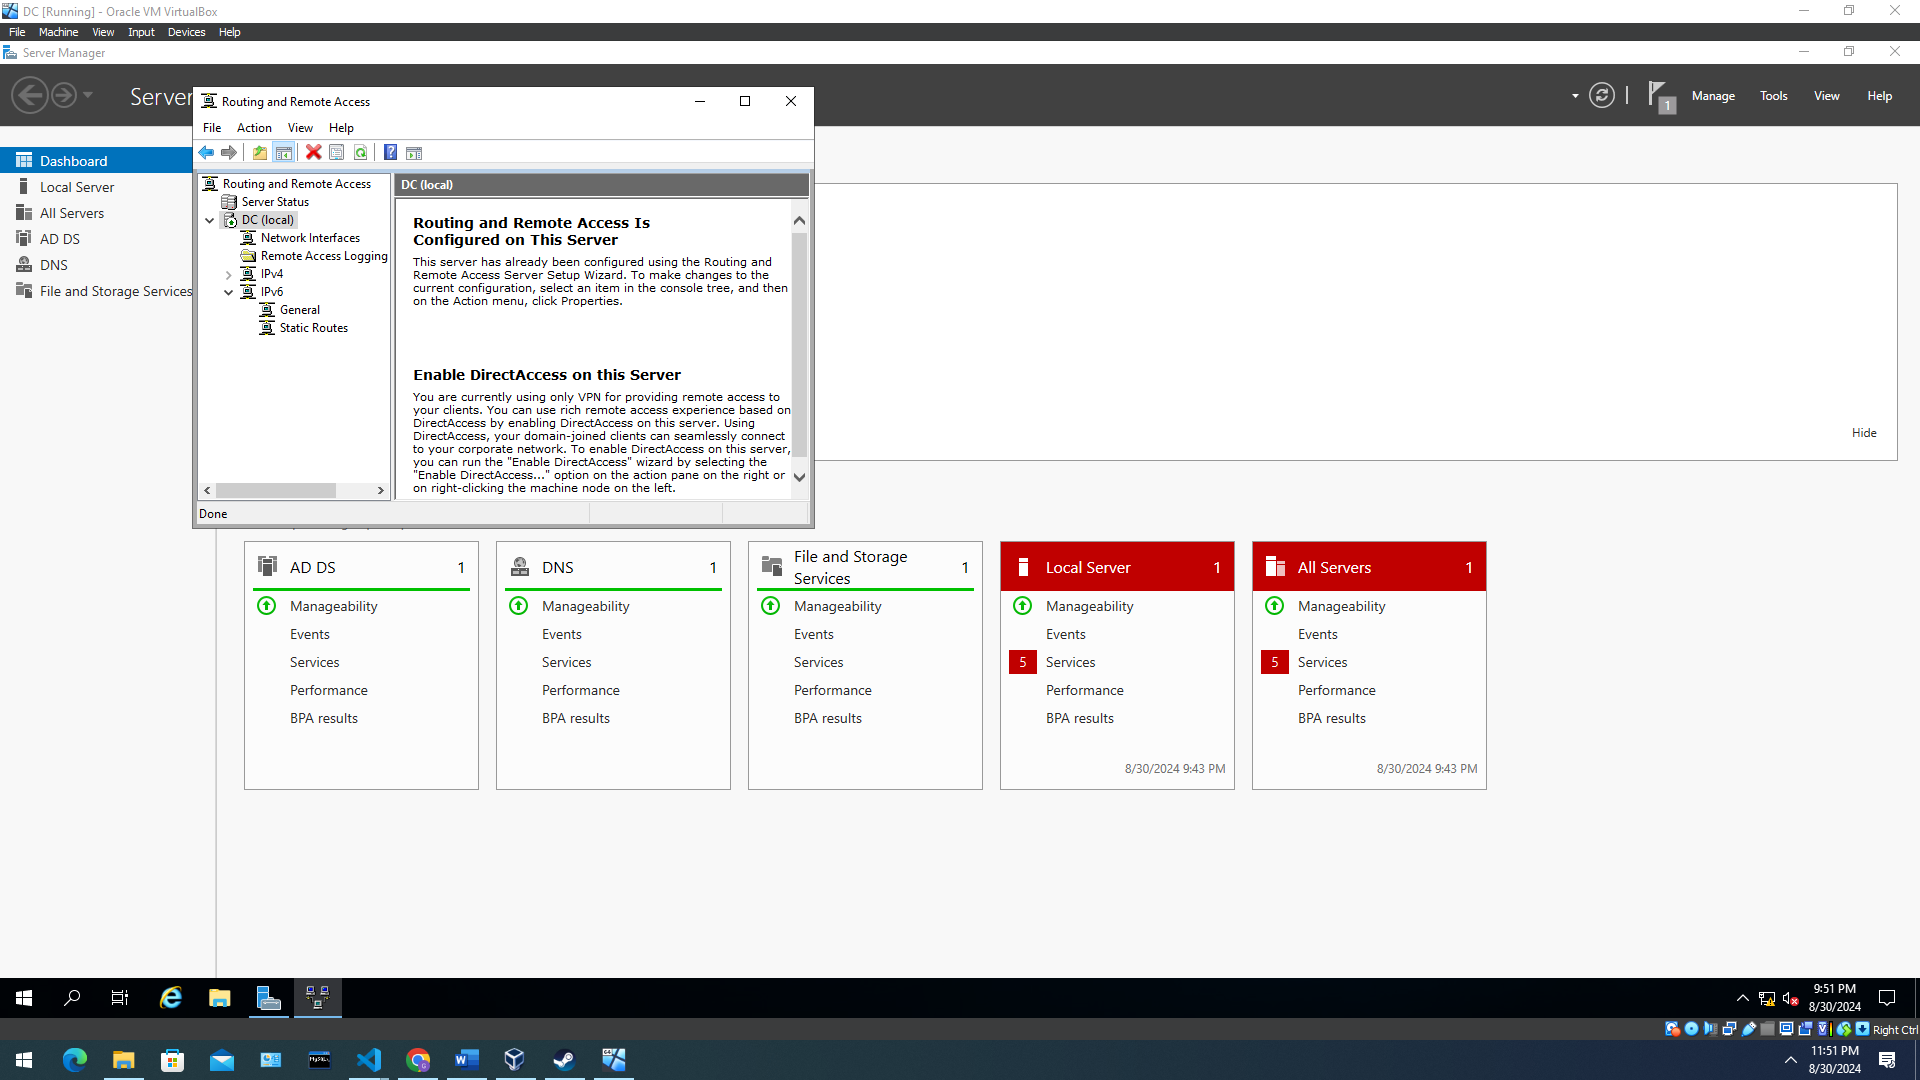 DC [Running] - Oracle VM VirtualBox
File Machine View Input Devices Help
Server Manager
Server
1
Manage Tools View Help
Routing and Remote Access
File Action View Help
Dashboard
Local Server
All Servers
AD DS
DNS
File and Storage Services
Routing and Remote Access
Server Status
DC (local)
Network Interfaces
Remote Access Logging
IPv4
IPv6
General
Static Routes
DC (local)
Routing and Remote Access Is
Configured on This Server
This server has already been configured using the Routing and
Remote Access Server Setup Wizard. To make changes to the
current configuration, select an item in the console tree, and then
on the Action menu, click Properties.
Enable DirectAccess on this Server
You are currently using only VPN for providing remote access to
your clients. You can use rich remote access experience based on
DirectAccess by enabling DirectAccess on this server. Using
DirectAccess, your domain-joined clients can seamlessly connect
to your corporate network. To enable DirectAccess on this server,
you can run the "Enable DirectAccess" wizard by selecting the
"Enable DirectAccess..." option on the action pane on the right or
on right-clicking the machine node on the left.
Done
Hide
AD DS 1
Manageability
Events
Services
Performance
BPA results
DNS 1
Manageability
Events
Services
Performance
BPA results
File and Storage
Services 1
Manageability
Events
Services
Performance
BPA results
Local Server 1
Manageability
Events
5 Services
Performance
BPA results
8/30/2024 9:43 PM
All Servers 1
Manageability
Events
5 Services
Performance
BPA results
8/30/2024 9:43 PM
9:51 PM
8/30/2024
Right Ctrl
MySQL
11:51 PM
8/30/2024